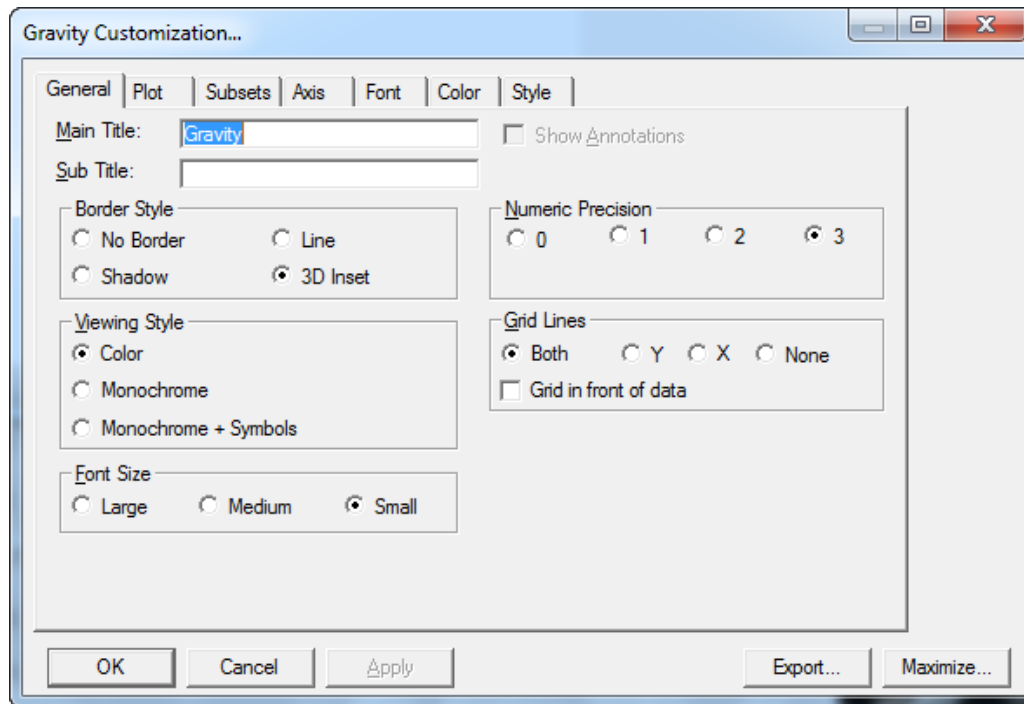 Gravity Customization...
General Plot Subsets Axis Font Color Style
Main Title: Gravity Show Annotations
Sub Title:
Border Style Numeric Precision
No Border Line 0 1 2 3
Shadow 3D Inset
Viewing Style Grid Lines
Color Both Y X None
Monochrome Grid in front of data
Monochrome + Symbols
Font Size
Large Medium Small
OK Cancel Apply Export... Maximize...